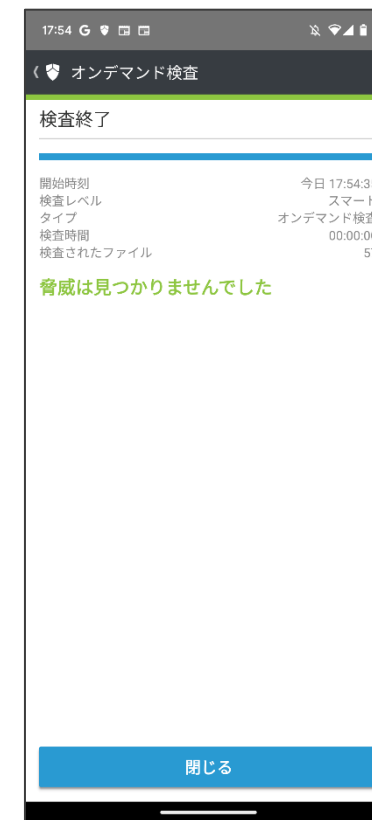 17:54 G
オンデマンド検査
検査終了
開始時刻 今日 17:54:3
検査レベル スマート
タイプ オンデマンド検査
検査時間 00:00:0
検査されたファイル 5
脅威は見つかりませんでした
閉じる